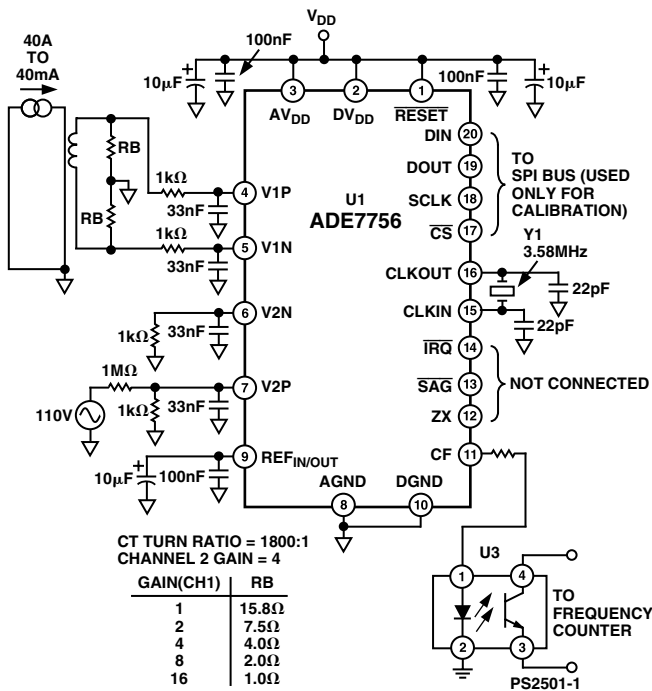 VDD
40A
TO
40mA
10μF
100nF
100nF
10μF
3
2
1
AVDD
DVDD
RESET
DIN
20
DOUT
19
SCLK
18
CS
17
TO
SPI BUS (USED
ONLY FOR
CALIBRATION)
U1
ADE7756
RB
RB
1kΩ
33nF
4
V1P
1kΩ
33nF
5
V1N
Y1
3.58MHz
CLKOUT
16
22pF
CLKIN
15
22pF
6
V2N
1kΩ
33nF
IRQ
14
SAG
13
ZX
12
NOT CONNECTED
1MΩ
110V
1kΩ
33nF
7
V2P
CF
11
9
REFIN/OUT
10μF
100nF
AGND
DGND
8
10
CT TURN RATIO = 1800:1
CHANNEL 2 GAIN = 4
GAIN(CH1) RB
1 15.8Ω
2 7.5Ω
4 4.0Ω
8 2.0Ω
16 1.0Ω
U3
1
4
2
3
TO
FREQUENCY
COUNTER
PS2501-1